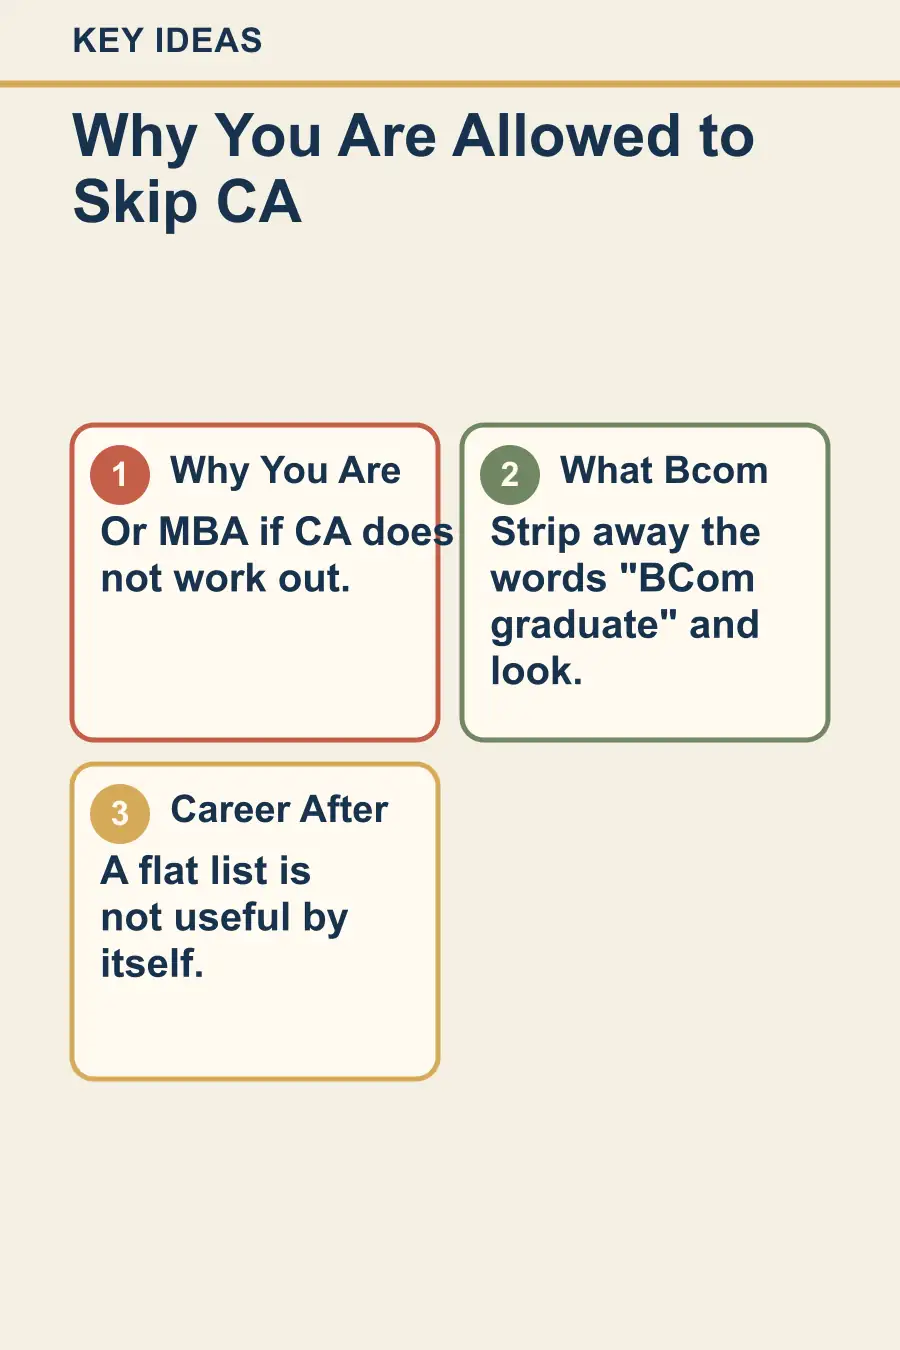 KEY IDEAS
Why You Are Allowed to
Skip CA
1
Why You Are
Or MBA if CA does
not work out.
2
What Bcom
Strip away the
words "BCom
graduate" and
look.
3
Career After
A flat list is
not useful by
itself.